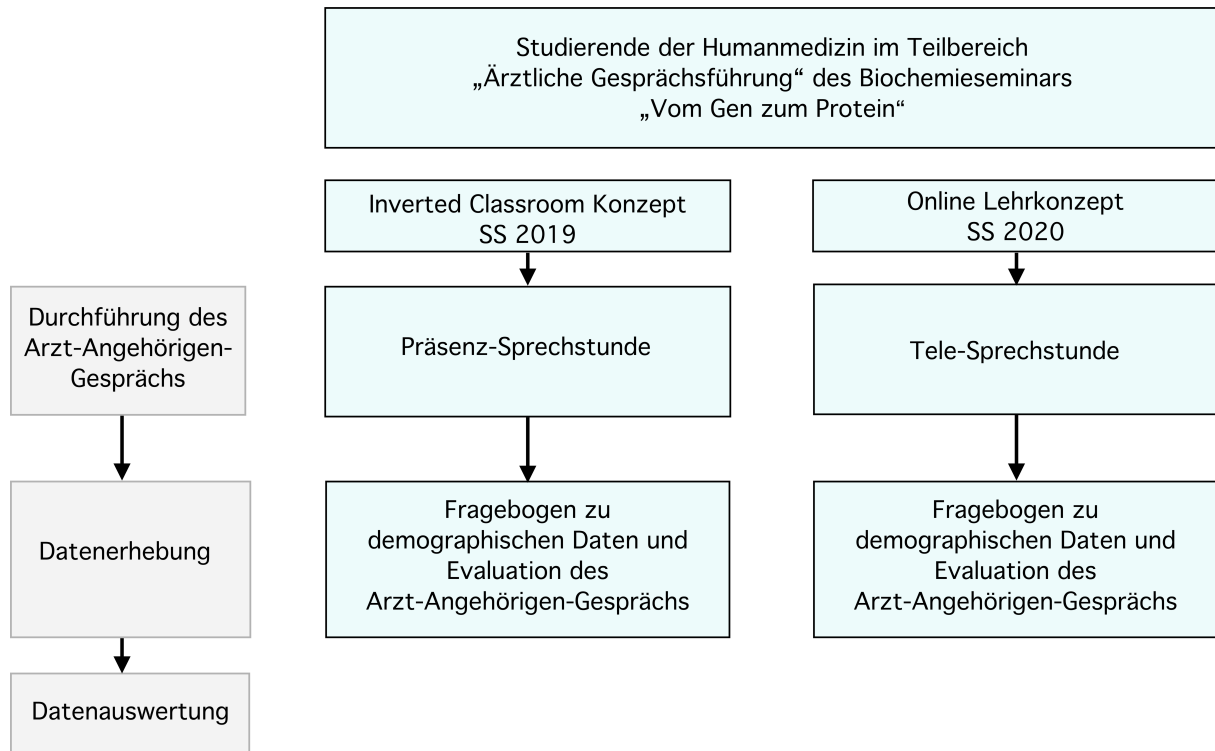 Studierende der Humanmedizin im Teilbereich
„Ärztliche Gesprächsführung“ des Biochemieseminars
„Vom Gen zum Protein“
Inverted Classroom Konzept
SS 2019
Online Lehrkonzept
SS 2020
Durchführung des
Arzt-Angehörigen-
Gesprächs
Präsenz-Sprechstunde
Tele-Sprechstunde
Datenerhebung
Fragebogen zu
demographischen Daten und
Evaluation des
Arzt-Angehörigen-Gesprächs
Fragebogen zu
demographischen Daten und
Evaluation des
Arzt-Angehörigen-Gesprächs
Datenauswertung